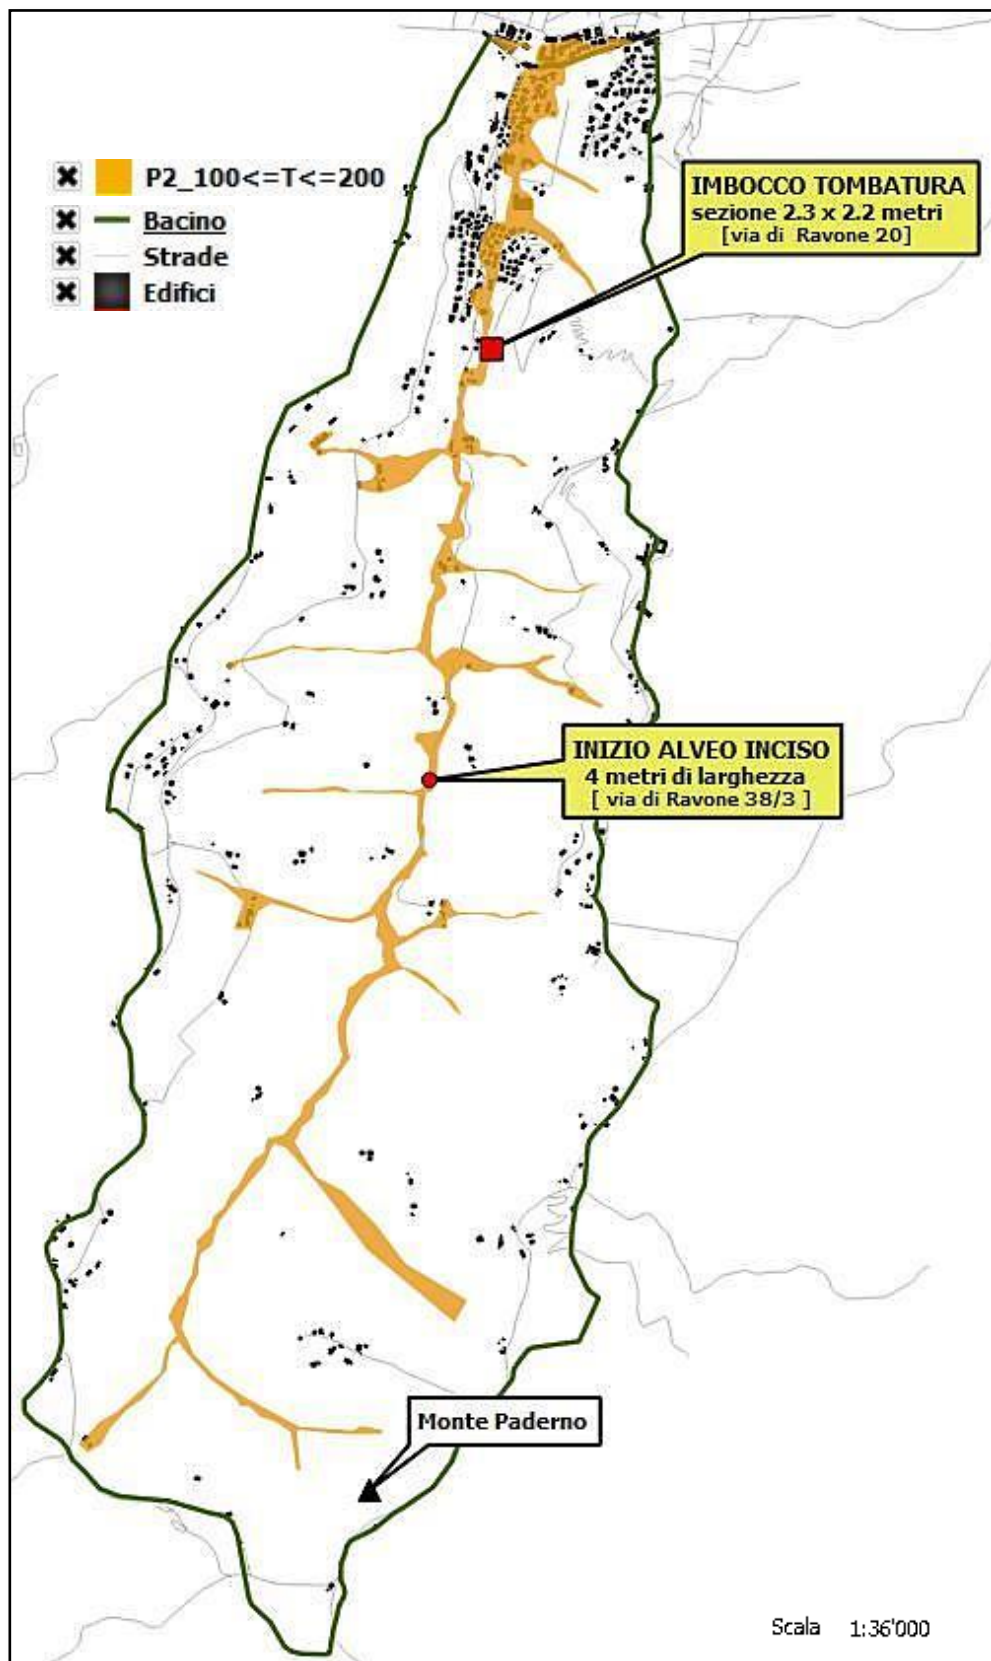 P2_100<=T<=200
Bacino
Strade
Edifici
IMBOCCO TOMBATURA
sezione 2.3 x 2.2 metri
[via di Ravone 20]
INIZIO ALVEO INCISO
4 metri di larghezza
[ via di Ravone 38/3 ]
Monte Paderno
Scala 1:36'000